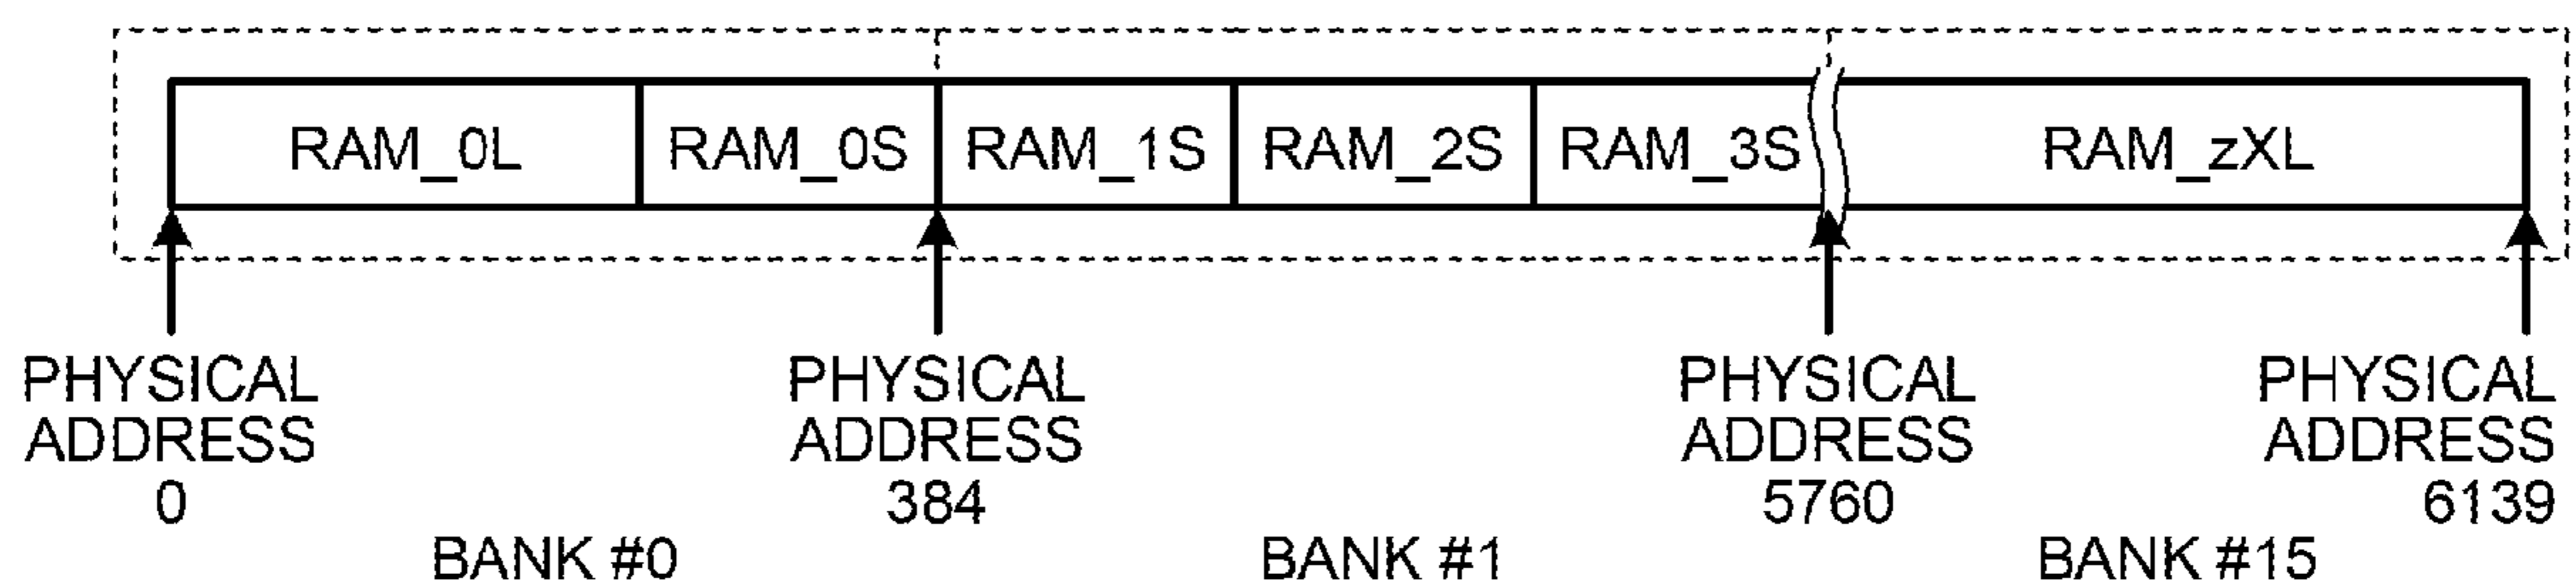 RAM_0L RAM_0S RAM_1S RAM_2S RAM_3S RAM_zXL
PHYSICAL
ADDRESS
0
PHYSICAL
ADDRESS
384
PHYSICAL
ADDRESS
5760
PHYSICAL
ADDRESS
6139
BANK #0 BANK #1 BANK #15